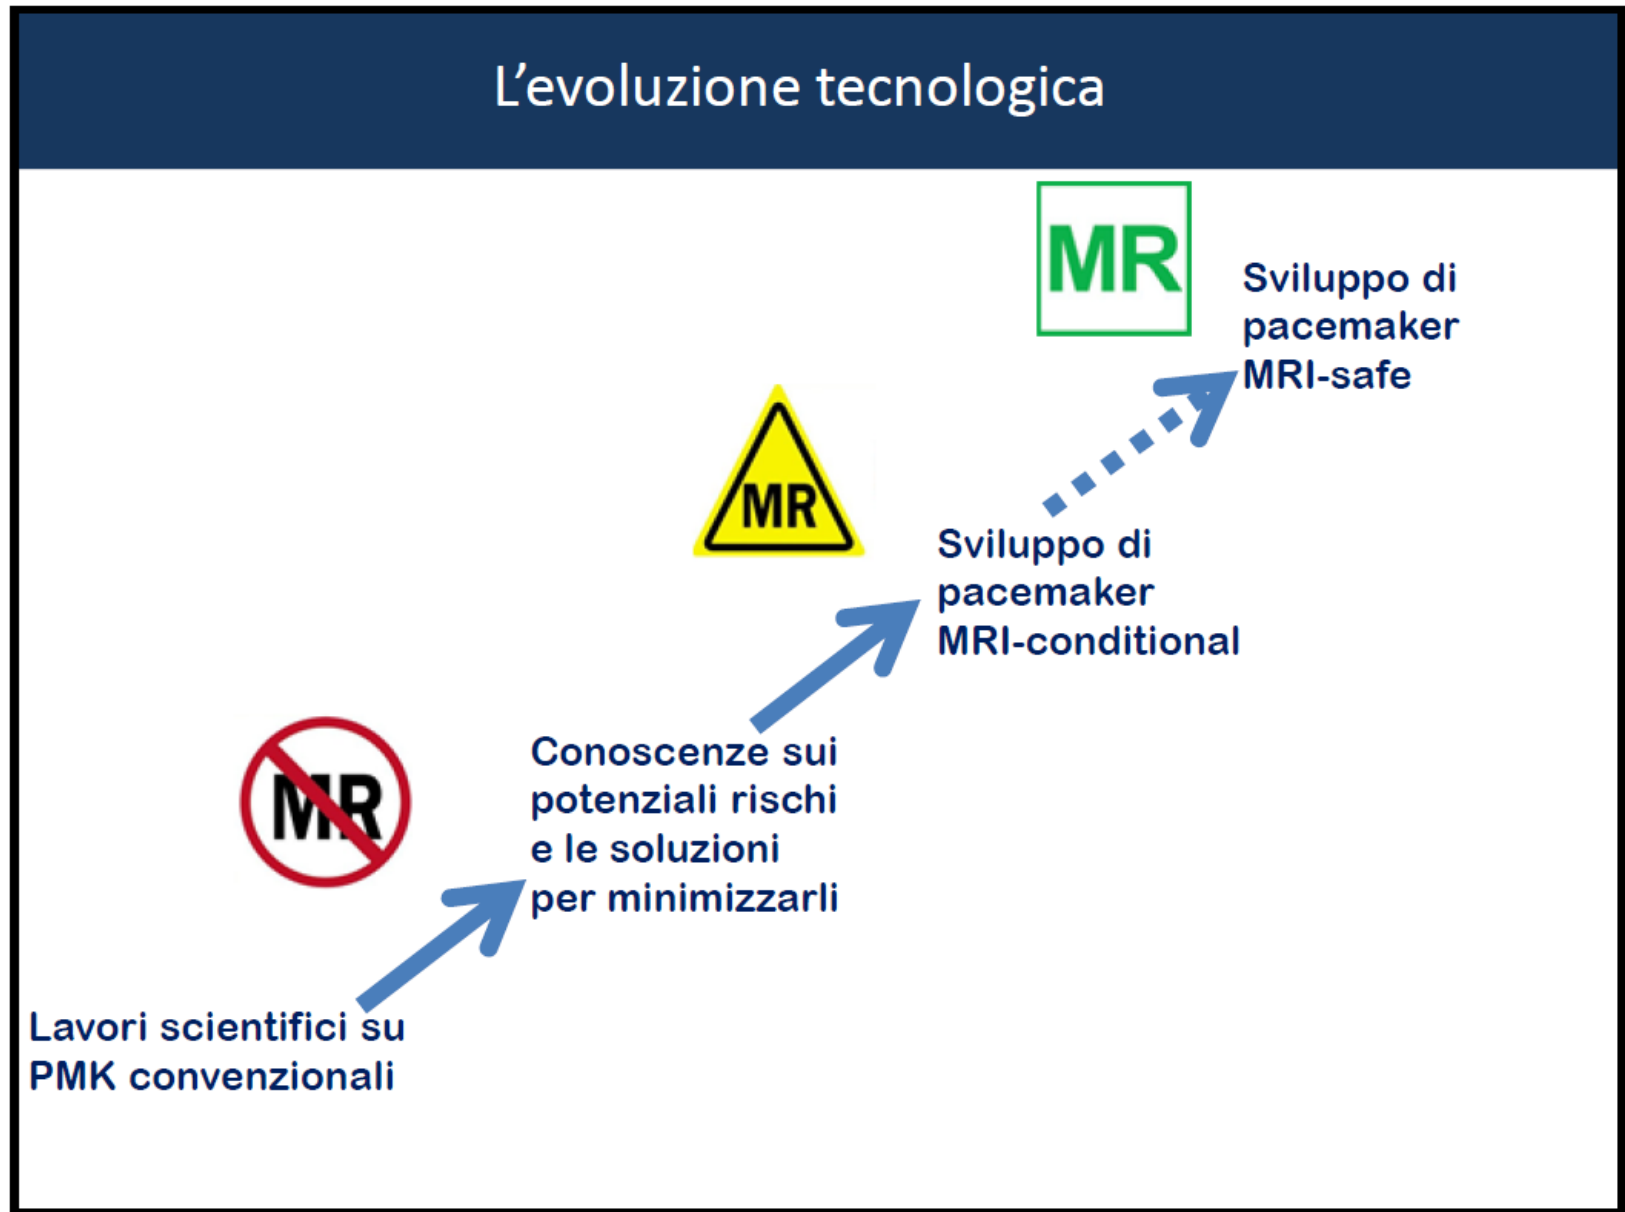 L’evoluzione tecnologica
MR
Sviluppo di
pacemaker
MRI-safe
MR
Sviluppo di
pacemaker
MRI-conditional
MR
Conoscenze sui
potenziali rischi
e le soluzioni
per minimizzarli
Lavori scientifici su
PMK convenzionali